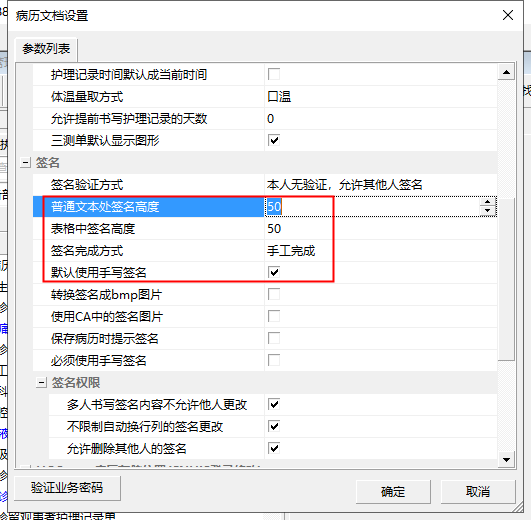 病历文档设置
参数列表
护理记录时间默认成当前时间
体温量取方式 口温
允许提前书写护理记录的天数 0
三测单默认显示图形
签名
签名验证方式 本人无验证，允许其他人签名
普通文本处签名高度 50
表格中签名高度 50
签名完成方式 手工完成
默认使用手写签名
转换签名成bmp图片
使用CA中的签名图片
保存病历时提示签名
必须使用手写签名
签名权限
多人书写签名内容不允许他人更改
不限制自动换行列的签名更改
允许删除其他人的签名
验证业务密码 确定 取消